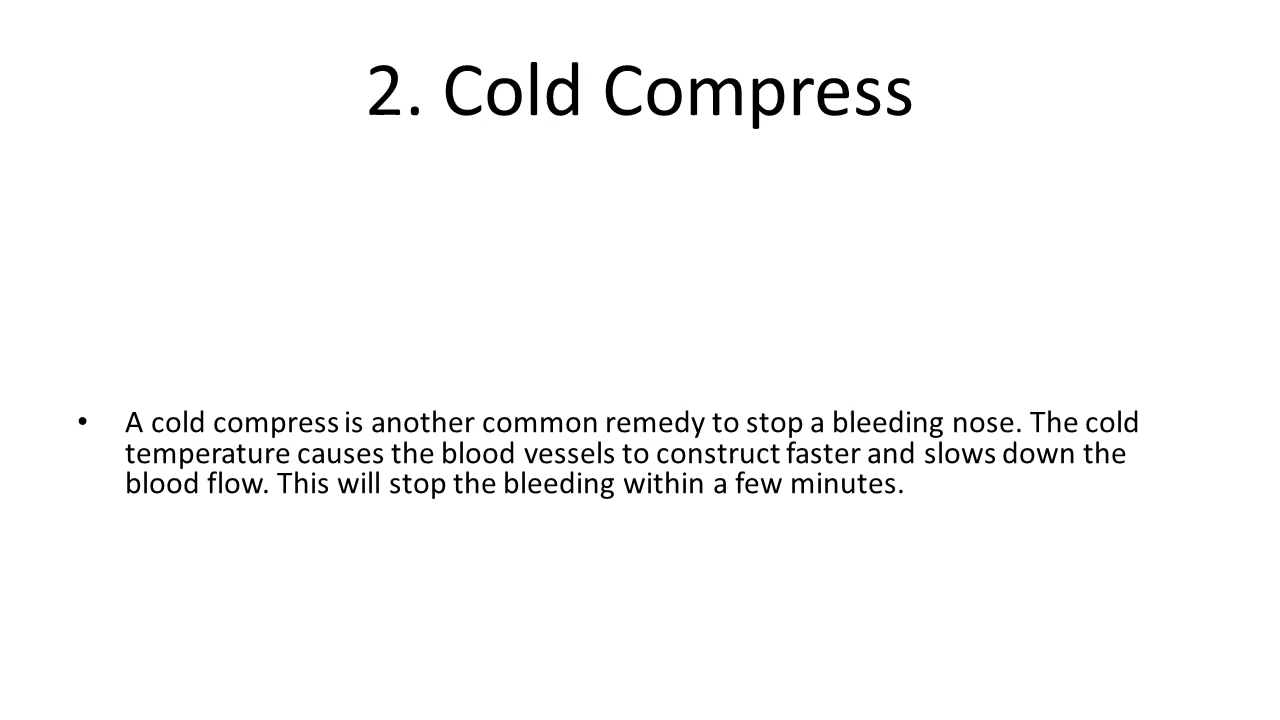 2. Cold Compress
• A cold compress is another common remedy to stop a bleeding nose. The cold
temperature causes the blood vessels to construct faster and slows down the
blood flow. This will stop the bleeding within a few minutes.